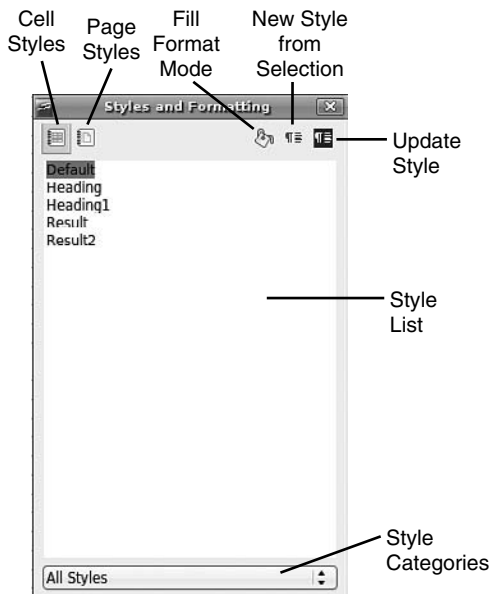 Cell
Styles
Page
Styles
Fill
Format
Mode
New Style
from
Selection
Styles and Formatting
Update
Style
Default
Heading
Heading1
Result
Result2
Style
List
Style
Categories
All Styles